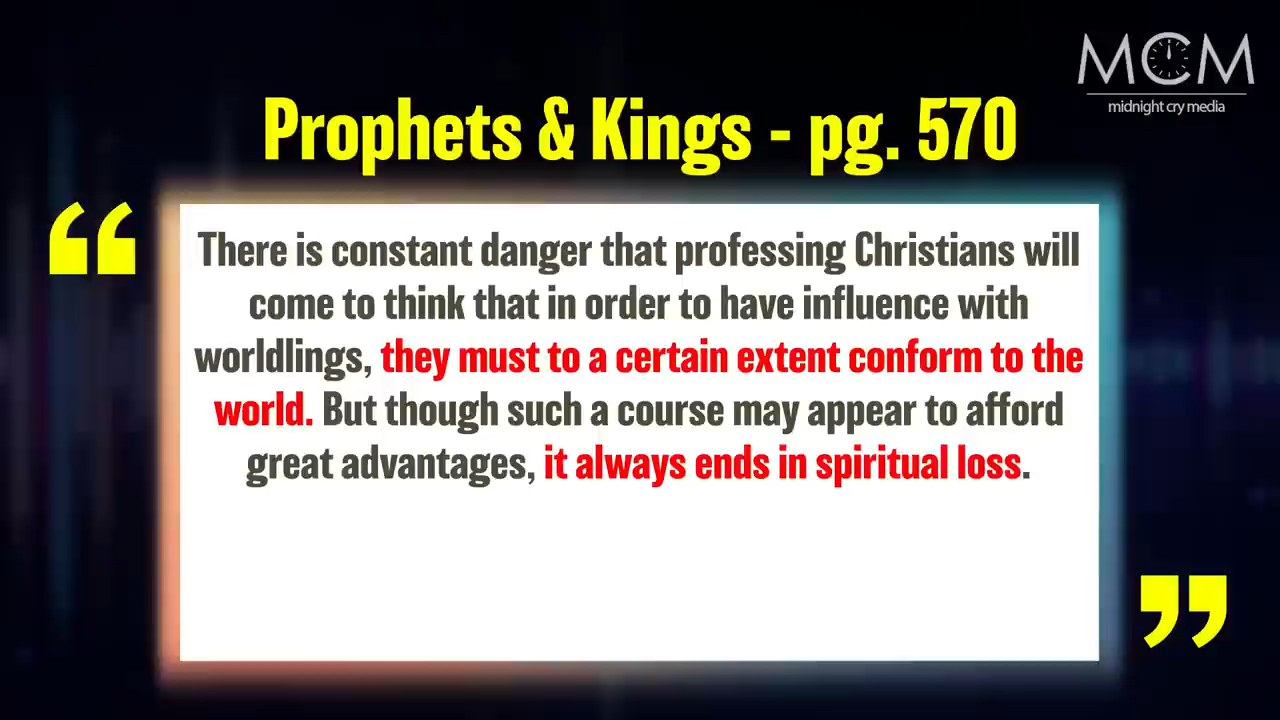 MCM
midnight cry media
Prophets & Kings - pg. 570
“
There is constant danger that professing Christians will
come to think that in order to have influence with
worldlings, they must to a certain extent conform to the
world. But though such a course may appear to afford
great advantages, it always ends in spiritual loss.
”